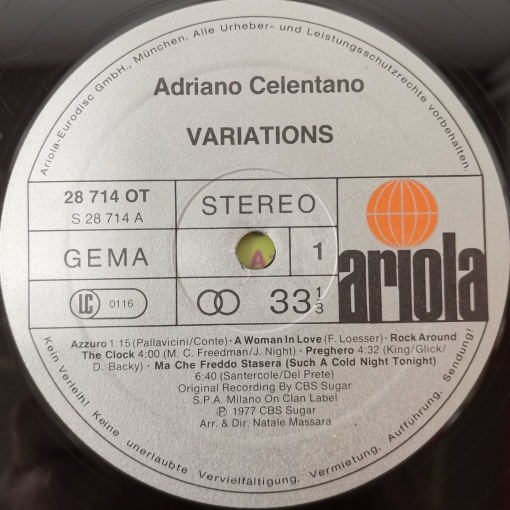 Ariola-Eurodisc GmbH., München. Alle Urheber- und Leistungsschutzrechte vorbehalten.
Adriano Celentano
VARIATIONS
28 714 OT
S 28 714 A
STEREO
GEMA
A
1
ariola
LC 0116
33 1/3
Azzuro 1:15 (Pallavicini/Conte) · A Woman In Love (F. Loesser) · Rock Around
The Clock 4:00 (M. C. Freedman/J. Night) · Preghero 4:32 (King/Glick/
D. Backy) · Ma Che Freddo Stasera (Such A Cold Night Tonight)
6:40 (Santercole/Del Prete)
Original Recording By CBS Sugar
S.P.A. Milano On Clan Label
℗ 1977 CBS Sugar
Arr. & Dir. Natale Massara
Kein Verleih! Keine unerlaubte Vervielfältigung, Vermietung, Aufführung, Sendung!